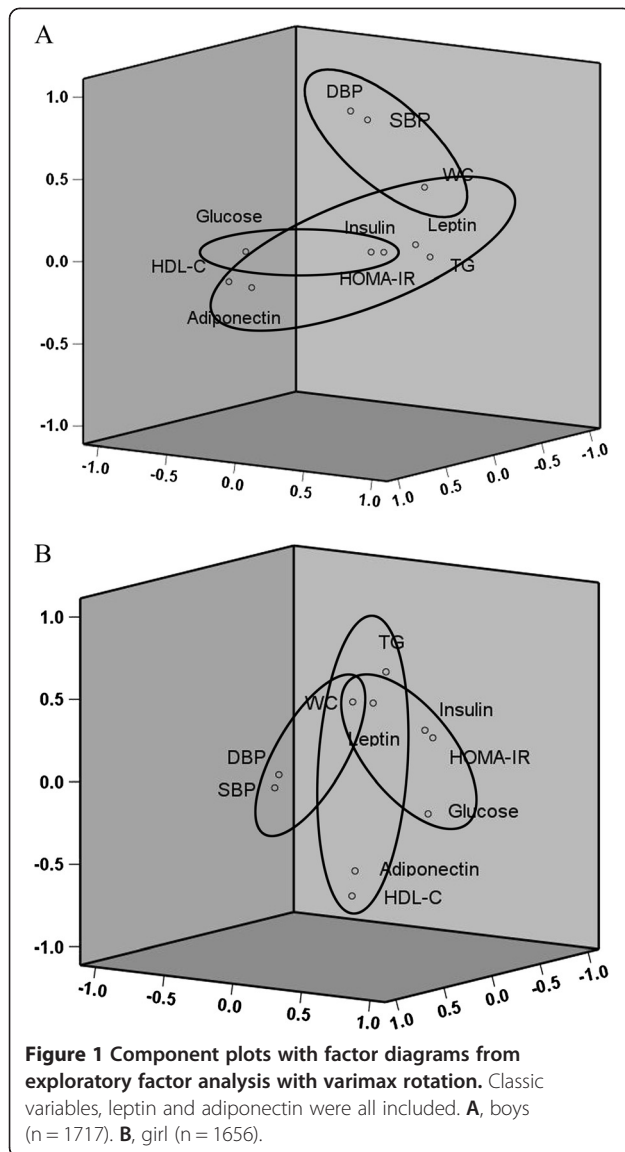 A
1.0
0.5
0.0
-0.5
-1.0
DBP
SBP
WC
Glucose
Insulin
Leptin
HDL-C
HOMA-IR
TG
Adiponectin
-1.0 -0.5 0.0 0.5 1.0
1.0 0.5 0.0 -0.5 -1.0
B
1.0
0.5
0.0
-0.5
-1.0
TG
WC
Insulin
Leptin
DBP
HOMA-IR
SBP
Glucose
Adiponectin
HDL-C
-1.0 -0.5 0.0 0.5 1.0
1.0 0.5 0.0 -0.5 -1.0
Figure 1 Component plots with factor diagrams from
exploratory factor analysis with varimax rotation. Classic
variables, leptin and adiponectin were all included. A, boys
(n = 1717). B, girl (n = 1656).